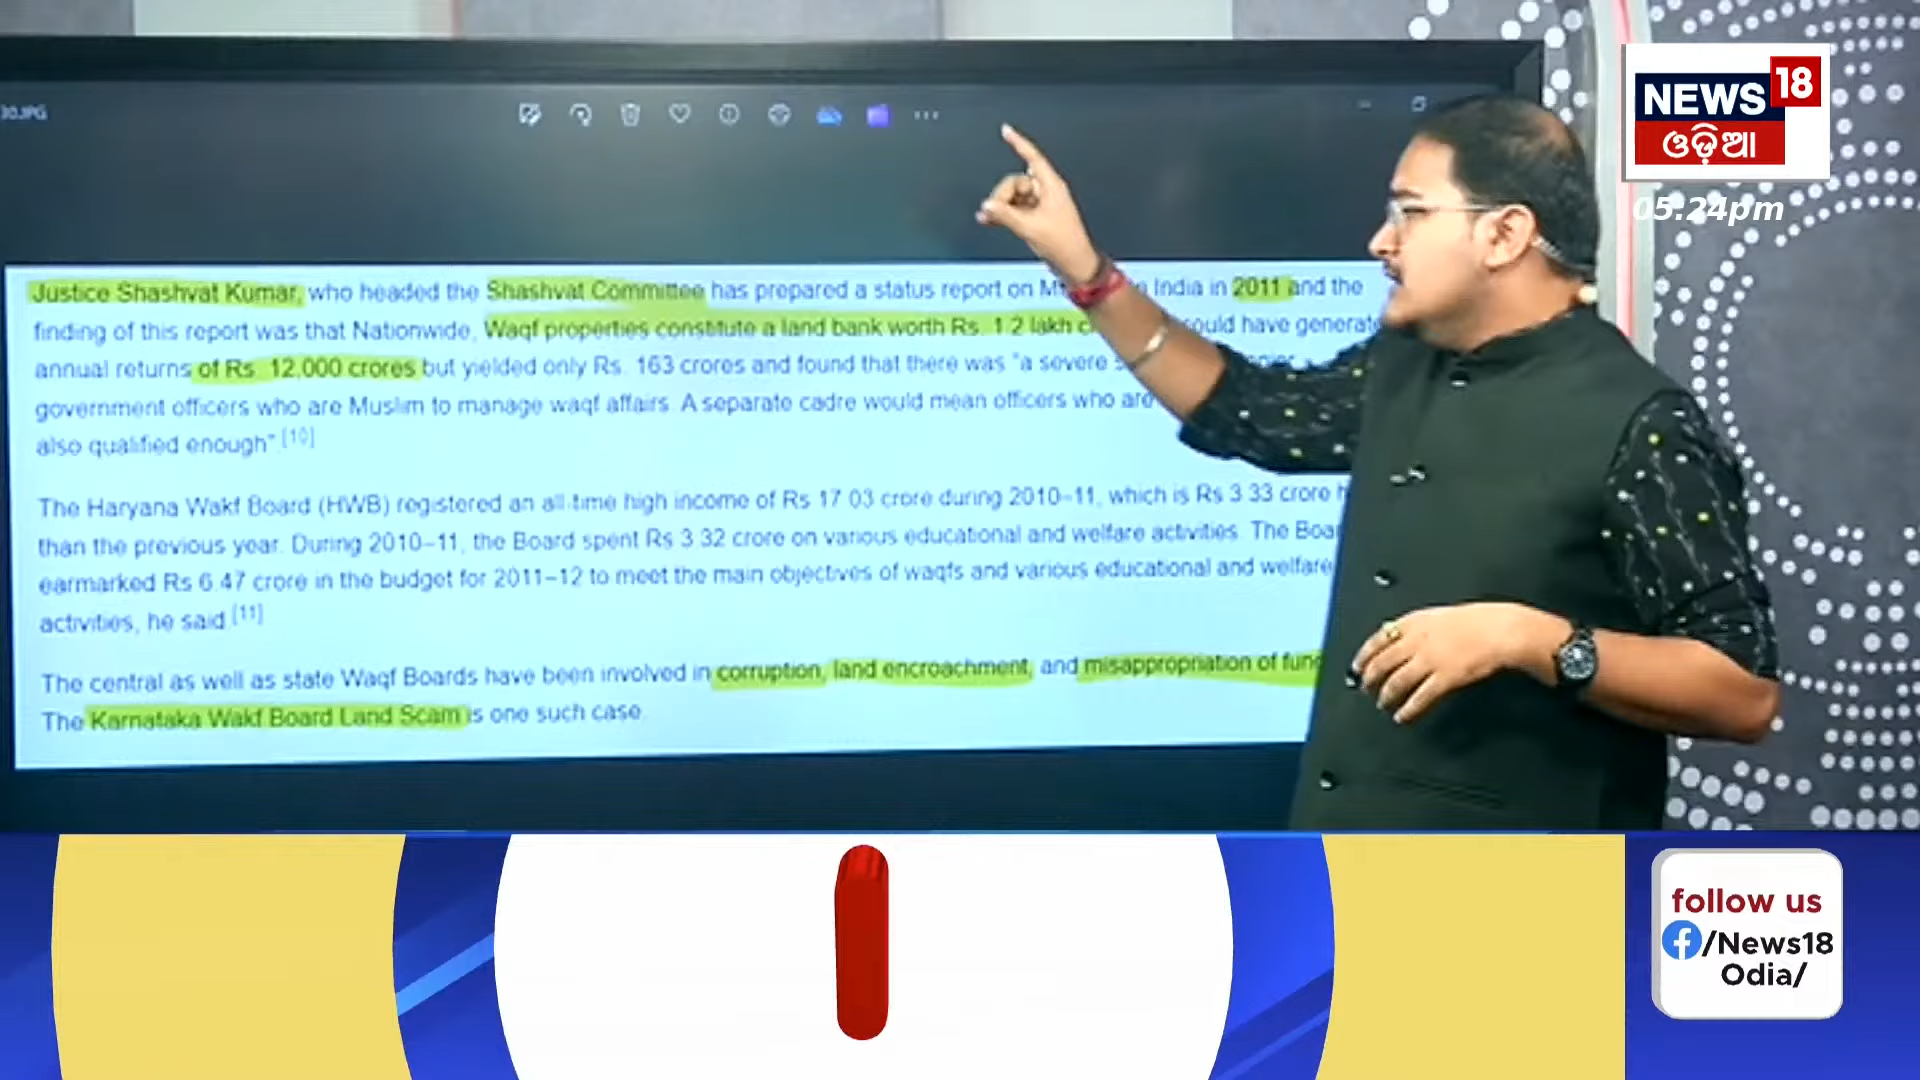 30.JPG
NEWS 18
ଓଡ଼ିଆ
05:24pm
Justice Shashvat Kumar, who headed the Shashvat Committee has prepared a status report on India in 2011 and the
finding of this report was that Nationwide, Waqf properties constitute a land bank worth Rs. 1.2 lakh could have
annual returns of Rs. 12,000 crores but yielded only Rs. 163 crores and found that there was "a severe
government officers who are Muslim to manage waqf affairs. A separate cadre would mean officers who are
also qualified enough".[10]
The Haryana Wakf Board (HWB) registered an all-time high income of Rs 17.03 crore during 2010–11, which is Rs 3.33 crore
than the previous year. During 2010–11, the Board spent Rs 3.32 crore on various educational and welfare activities. The
earmarked Rs 6.47 crore in the budget for 2011–12 to meet the main objectives of waqfs and various educational and welfare
activities, he said.[11]
The central as well as state Waqf Boards have been involved in corruption, land encroachment, and misappropriation of
The Karnataka Wakf Board Land Scam is one such case.
follow us
/News18
Odia/